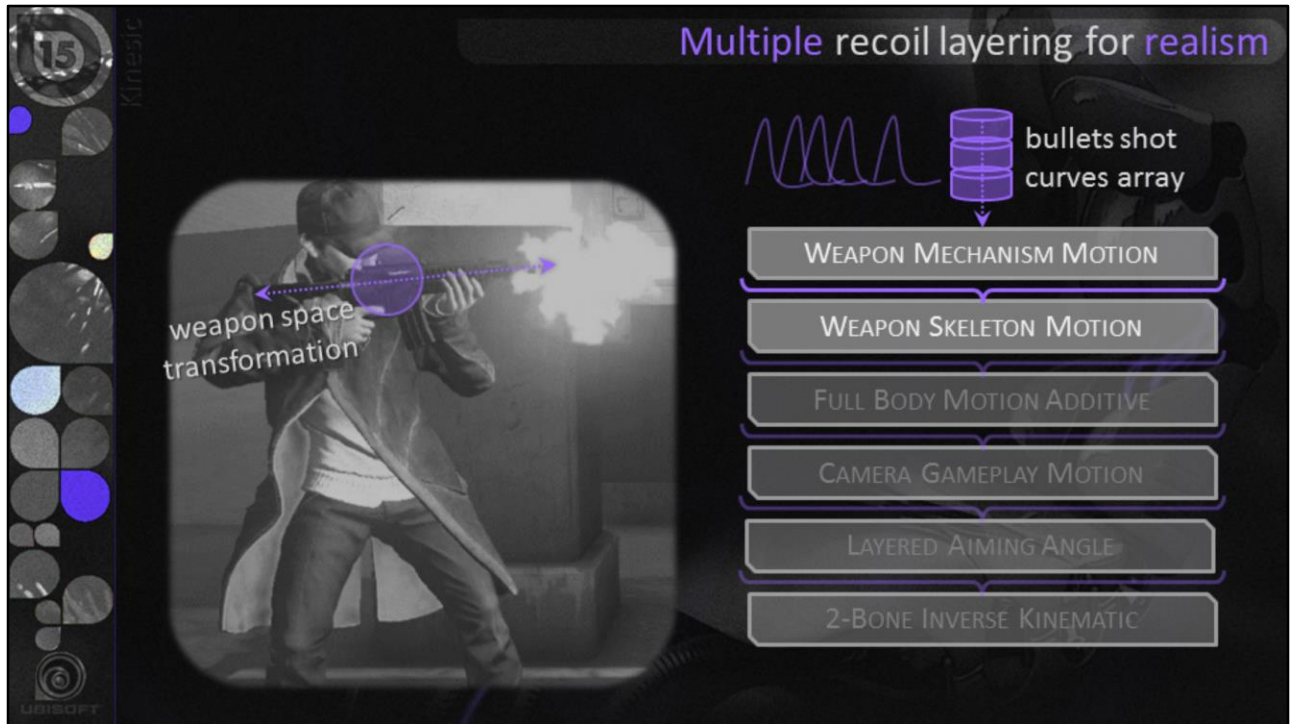 15
Kinesic
Multiple recoil layering for realism
bullets shot
curves array
WEAPON MECHANISM MOTION
WEAPON SKELETON MOTION
FULL BODY MOTION ADDITIVE
CAMERA GAMEPLAY MOTION
LAYERED AIMING ANGLE
2-BONE INVERSE KINEMATIC
weapon space
transformation
UBISOFT